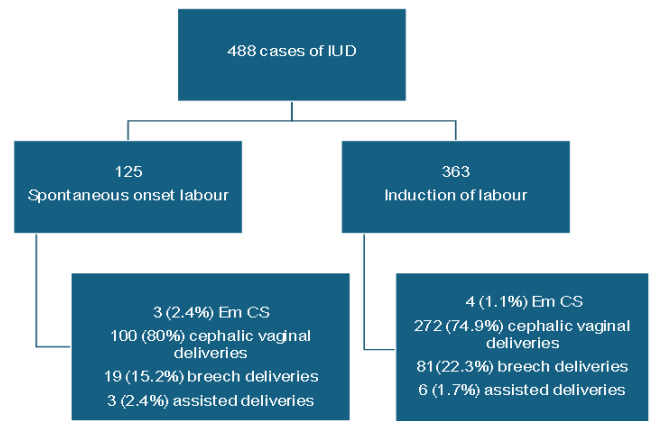 488 cases of IUD
125
Spontaneous onset labour
363
Induction of labour
3 (2.4%) Em CS
100 (80%) cephalic vaginal
deliveries
19 (15.2%) breech deliveries
3 (2.4%) assisted deliveries
4 (1.1%) Em CS
272 (74.9%) cephalic vaginal
deliveries
81(22.3%) breech deliveries
6 (1.7%) assisted deliveries